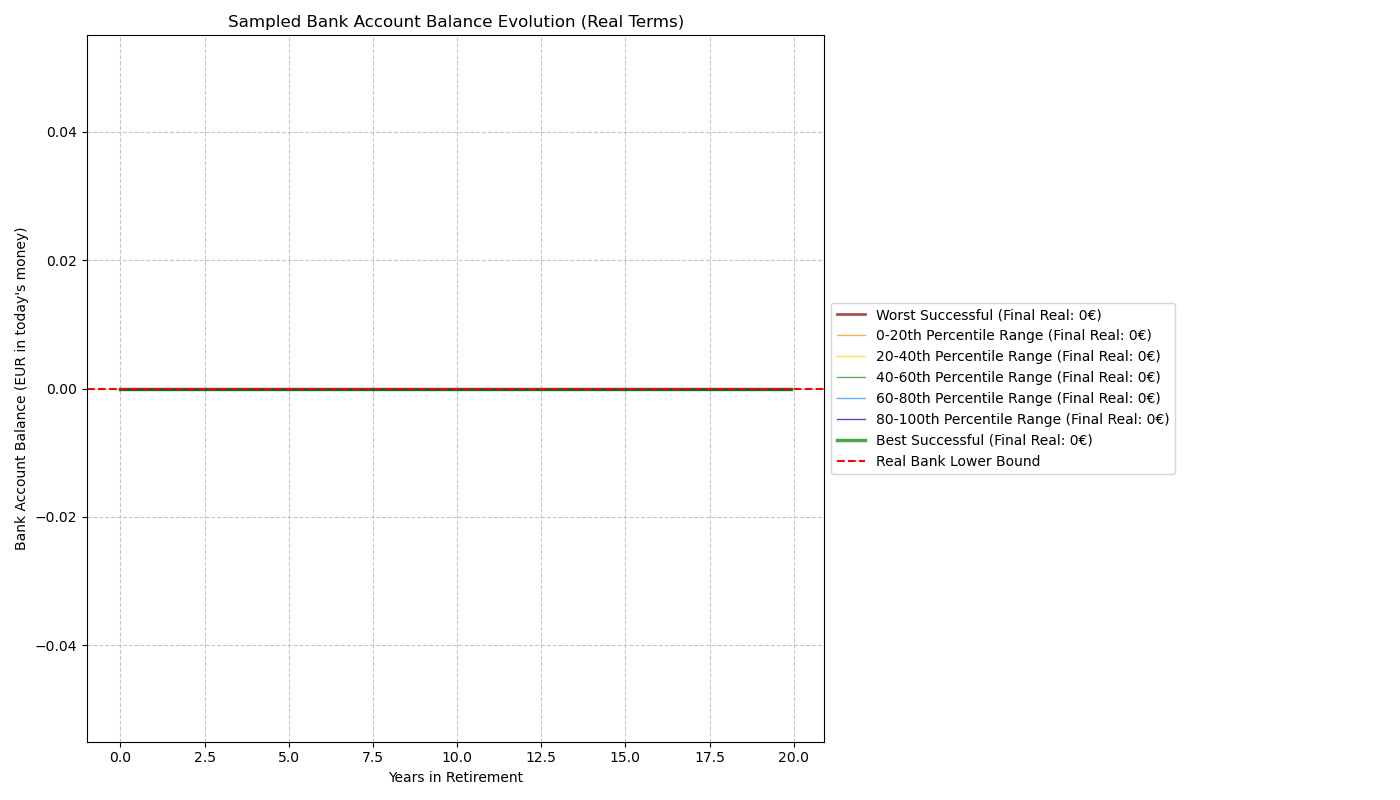 Sampled Bank Account Balance Evolution (Real Terms)
Bank Account Balance (EUR in today's money)
0.04
0.02
0.00
−0.02
−0.04
0.0 2.5 5.0 7.5 10.0 12.5 15.0 17.5 20.0
Years in Retirement
Worst Successful (Final Real: 0€)
0-20th Percentile Range (Final Real: 0€)
20-40th Percentile Range (Final Real: 0€)
40-60th Percentile Range (Final Real: 0€)
60-80th Percentile Range (Final Real: 0€)
80-100th Percentile Range (Final Real: 0€)
Best Successful (Final Real: 0€)
Real Bank Lower Bound